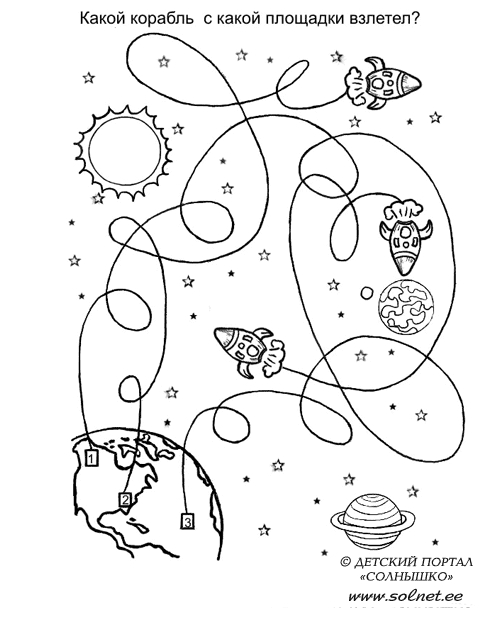 Какой корабль с какой площадки взлетел?
1
2
3
© ДЕТСКИЙ ПОРТАЛ
«СОЛНЫШКО»
www.solnet.ee